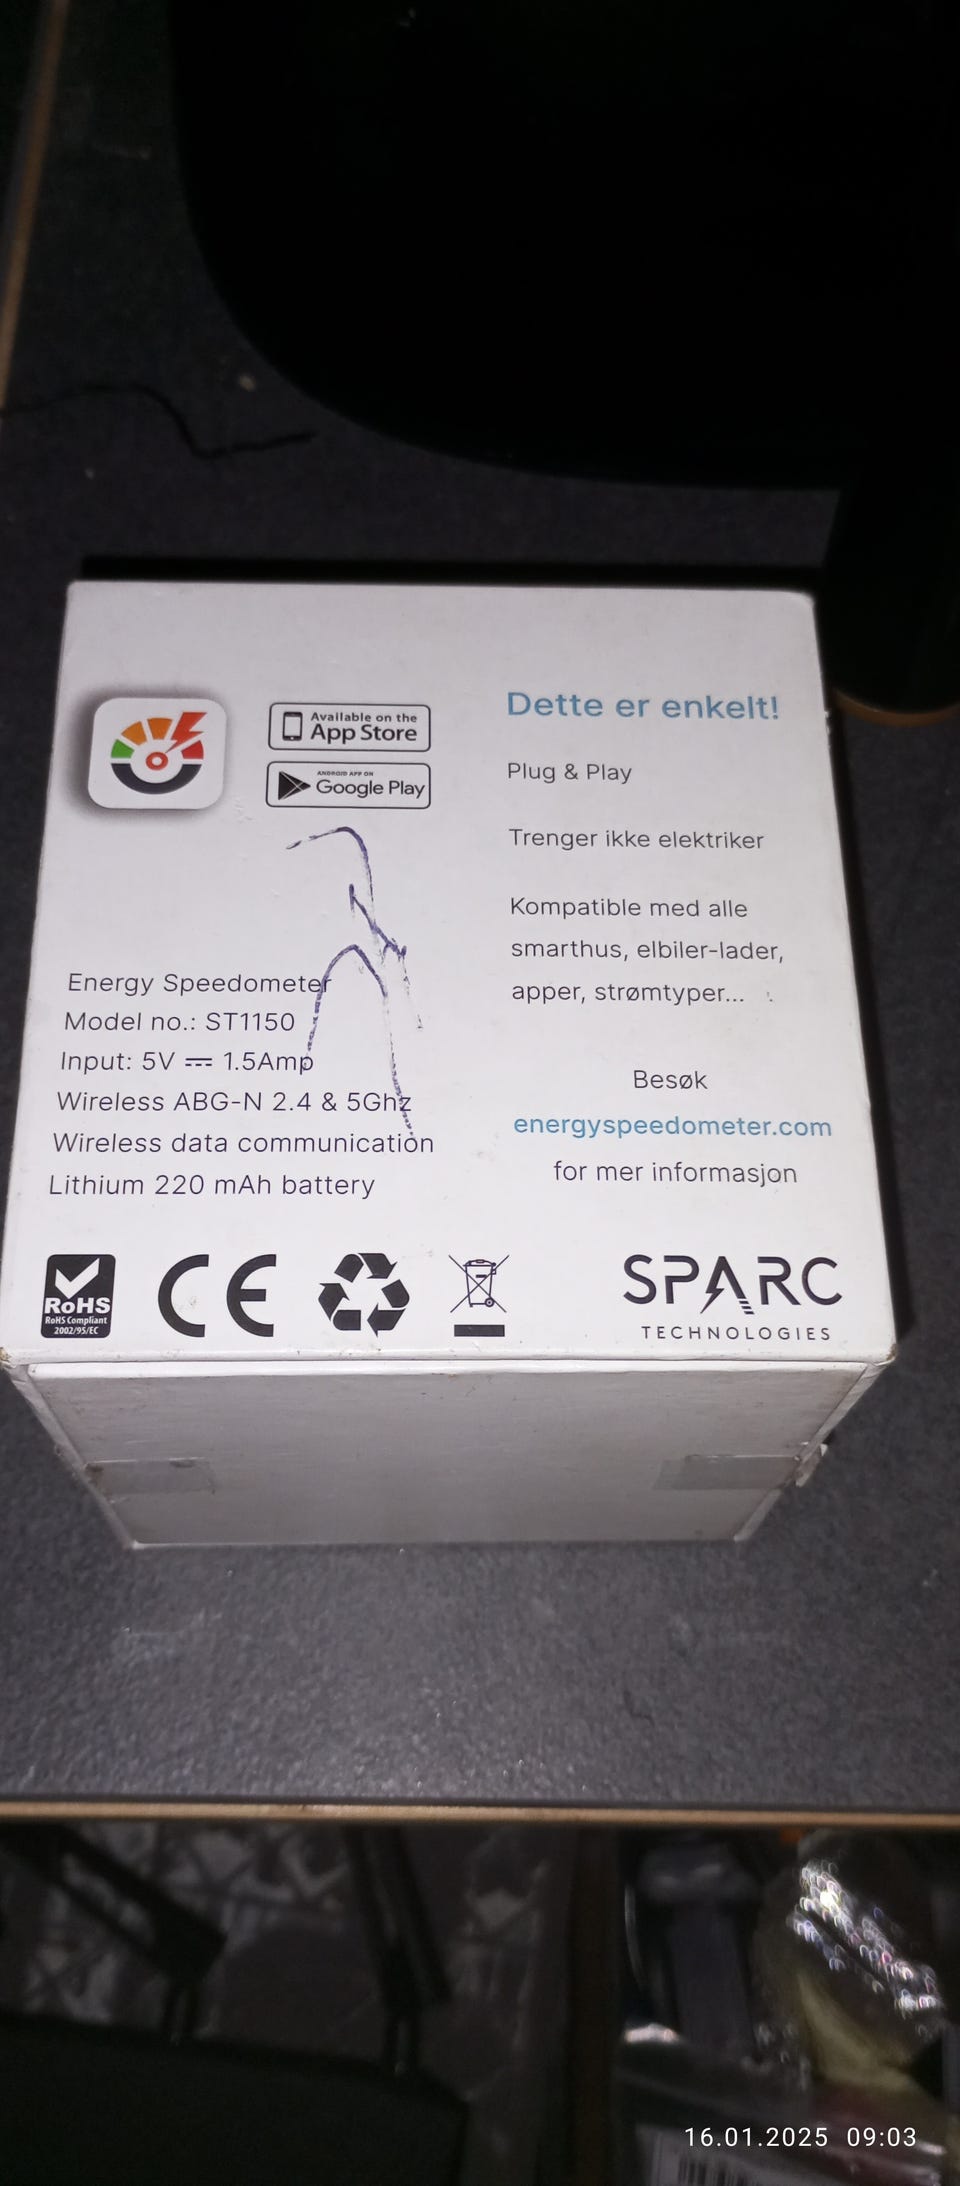 Available on the
App Store
ANDROID APP ON
Google Play
Energy Speedometer
Model no.: ST1150
Input: 5V ⎓ 1.5Amp
Wireless ABG-N 2.4 & 5Ghz
Wireless data communication
Lithium 220 mAh battery
Dette er enkelt!
Plug & Play
Trenger ikke elektriker
Kompatible med alle
smarthus, elbiler-lader,
apper, strømtyper...
Besøk
energyspeedometer.com
for mer informasjon
RoHS
RoHS Compliant
2002/95/EC
CE
SPARC
TECHNOLOGIES
16.01.2025 09:03